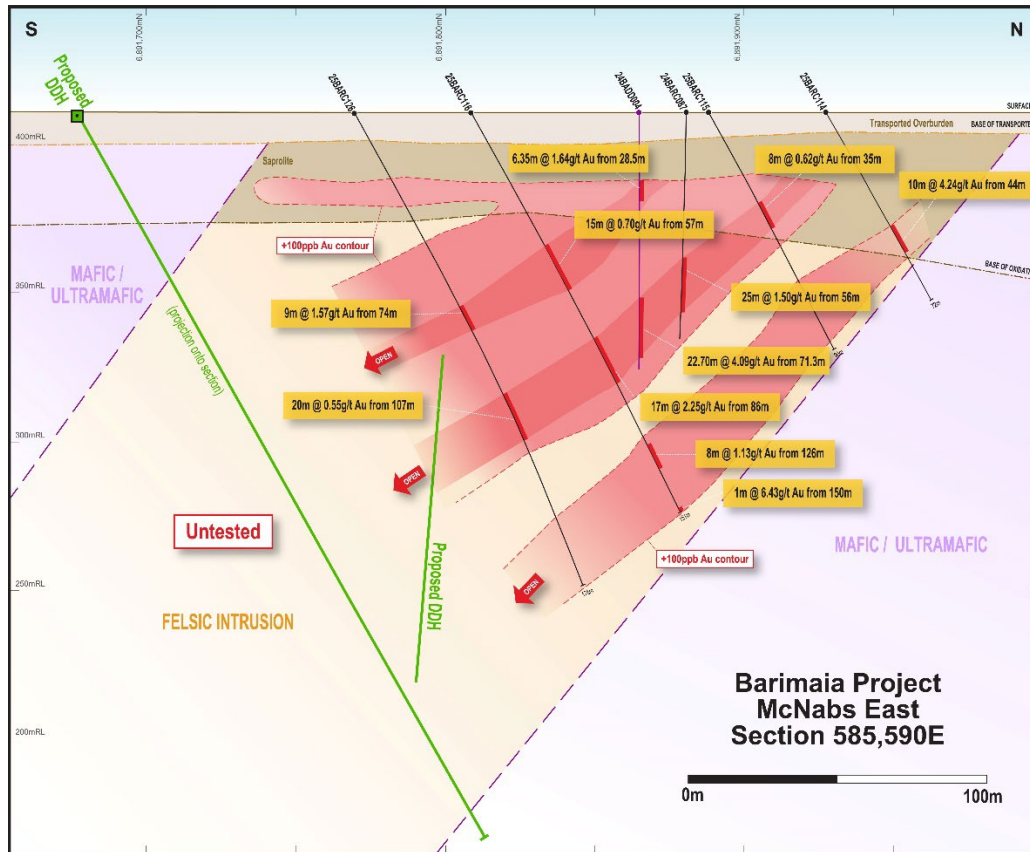 S
N
6,891,700mN
6,891,800mN
6,891,900mN
Proposed
DDH
25BARC126
25BARC116
24BADD004
24BARC087
25BARC115
25BARC114
SURFAC
400mRL
Transported Overburden
BASE OF TRANSPORTE
Saprolite
6.35m @ 1.64g/t Au from 28.5m
8m @ 0.62g/t Au from 35m
10m @ 4.24g/t Au from 44m
15m @ 0.70g/t Au from 57m
+100ppb Au contour
MAFIC /
ULTRAMAFIC
BASE OF OXIDATI
350mRL
(projection onto section)
9m @ 1.57g/t Au from 74m
25m @ 1.50g/t Au from 56m
OPEN
22.70m @ 4.09g/t Au from 71.3m
20m @ 0.55g/t Au from 107m
17m @ 2.25g/t Au from 86m
300mRL
8m @ 1.13g/t Au from 126m
OPEN
1m @ 6.43g/t Au from 150m
Untested
Proposed DDH
MAFIC / ULTRAMAFIC
+100ppb Au contour
250mRL
OPEN
FELSIC INTRUSION
200mRL
Barimaia Project
McNabs East
Section 585,590E
0m
100m